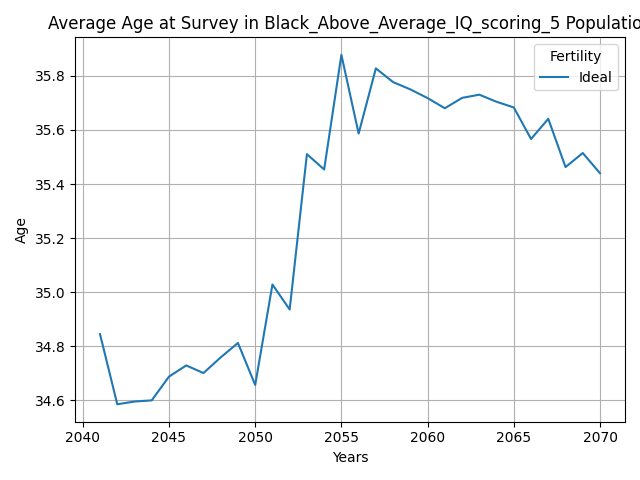 Average Age at Survey in Black_Above_Average_IQ_scoring_5 Populatio
Fertility
Ideal
35.8
35.6
35.4
35.2
35.0
34.8
34.6
Age
2040 2045 2050 2055 2060 2065 2070
Years